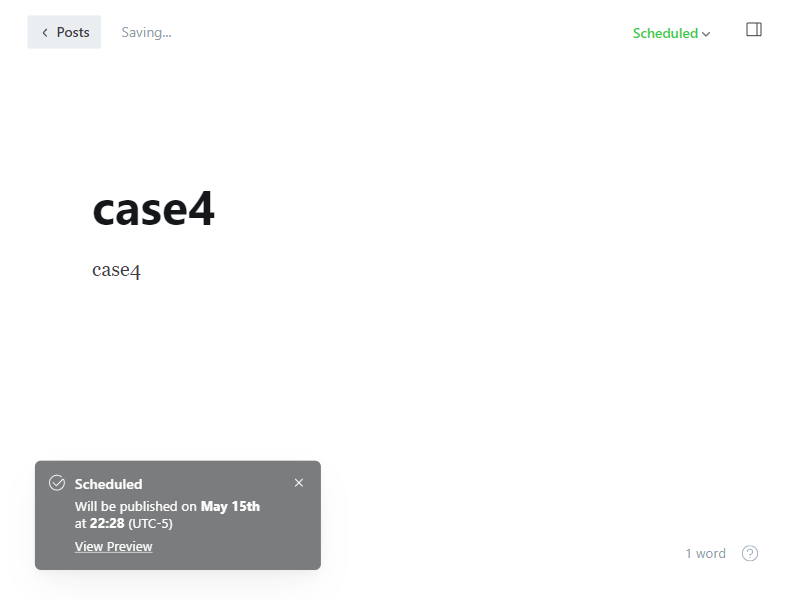 Posts
Saving...
Scheduled
case4
case4
Scheduled
Will be published on May 15th
at 22:28 (UTC-5)
View Preview
1 word